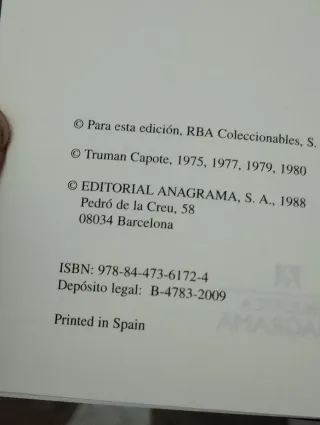 © Para esta edición, RBA Coleccionables, S.
© Truman Capote, 1975, 1977, 1979, 1980
© EDITORIAL ANAGRAMA, S. A., 1988
Pedró de la Creu, 58
08034 Barcelona
ISBN: 978-84-473-6172-4
Depósito legal: B-4783-2009
Printed in Spain